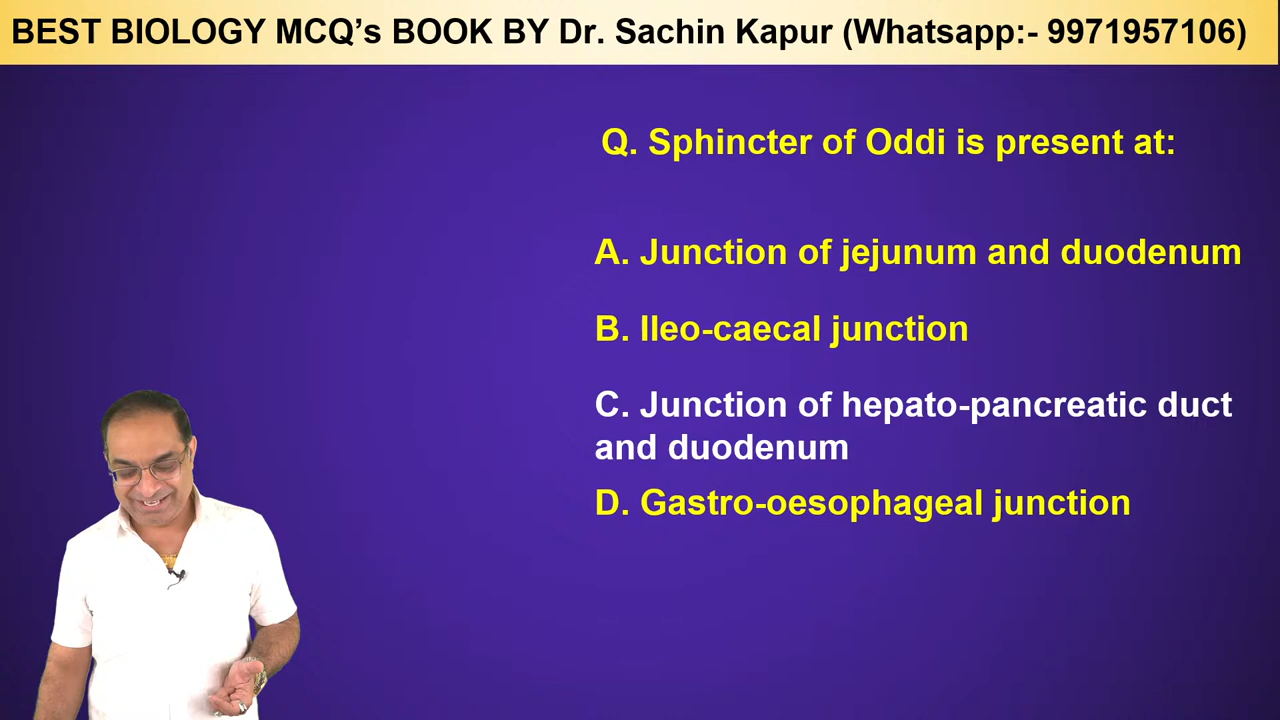 BEST BIOLOGY MCQ’s BOOK BY Dr. Sachin Kapur (Whatsapp:- 9971957106)
Q. Sphincter of Oddi is present at:
A. Junction of jejunum and duodenum
B. Ileo-caecal junction
C. Junction of hepato-pancreatic duct
and duodenum
D. Gastro-oesophageal junction